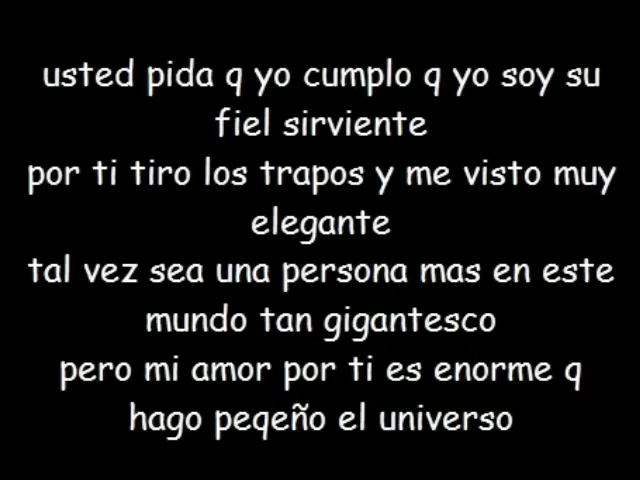 usted pida q yo cumplo q yo soy su
fiel sirviente
por ti tiro los trapos y me visto muy
elegante
tal vez sea una persona mas en este
mundo tan gigantesco
pero mi amor por ti es enorme q
hago peqeño el universo